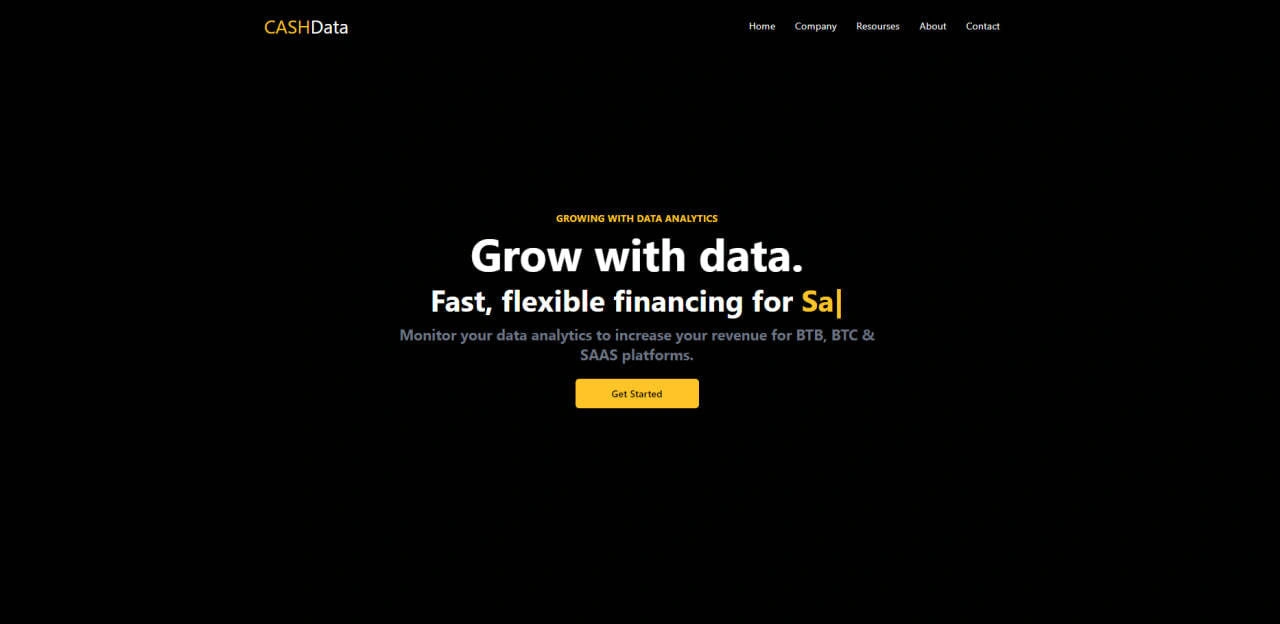 CASHData
Home Company Resourses About Contact
GROWING WITH DATA ANALYTICS
Grow with data.
Fast, flexible financing for Sa|
Monitor your data analytics to increase your revenue for BTB, BTC &
SAAS platforms.
Get Started